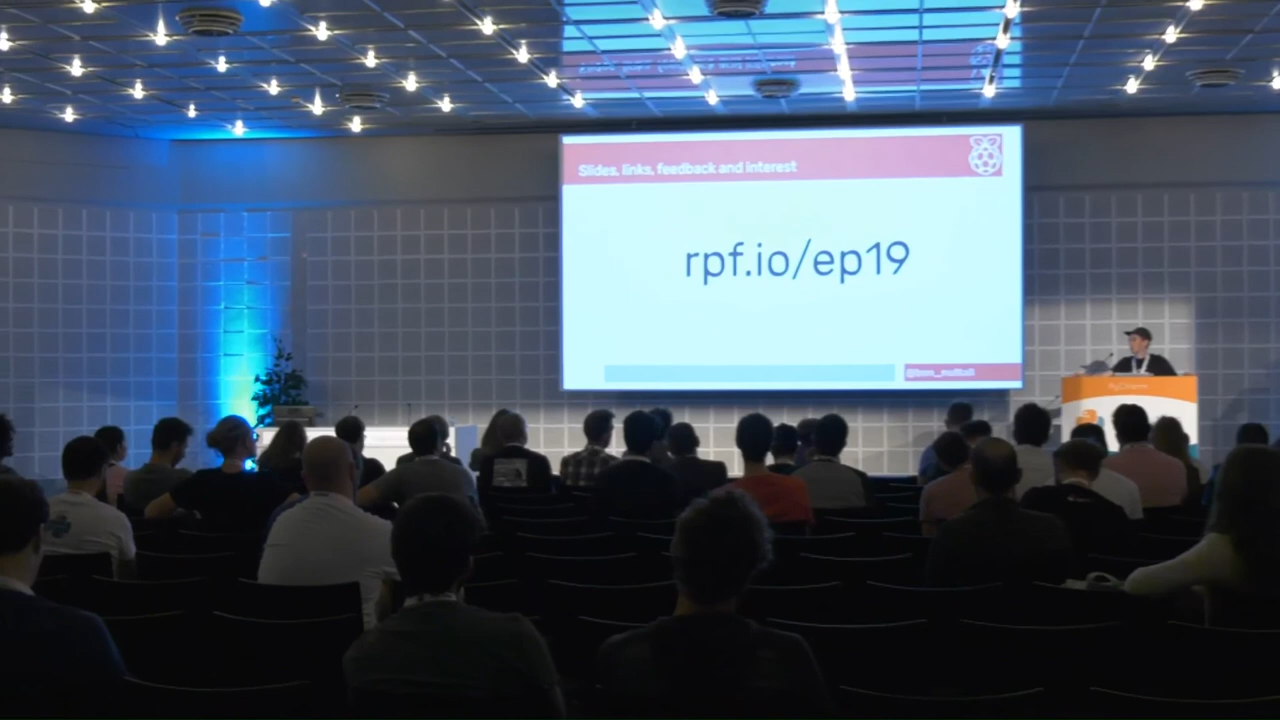 Slides, links, feedback and interest
rpf.io/ep19